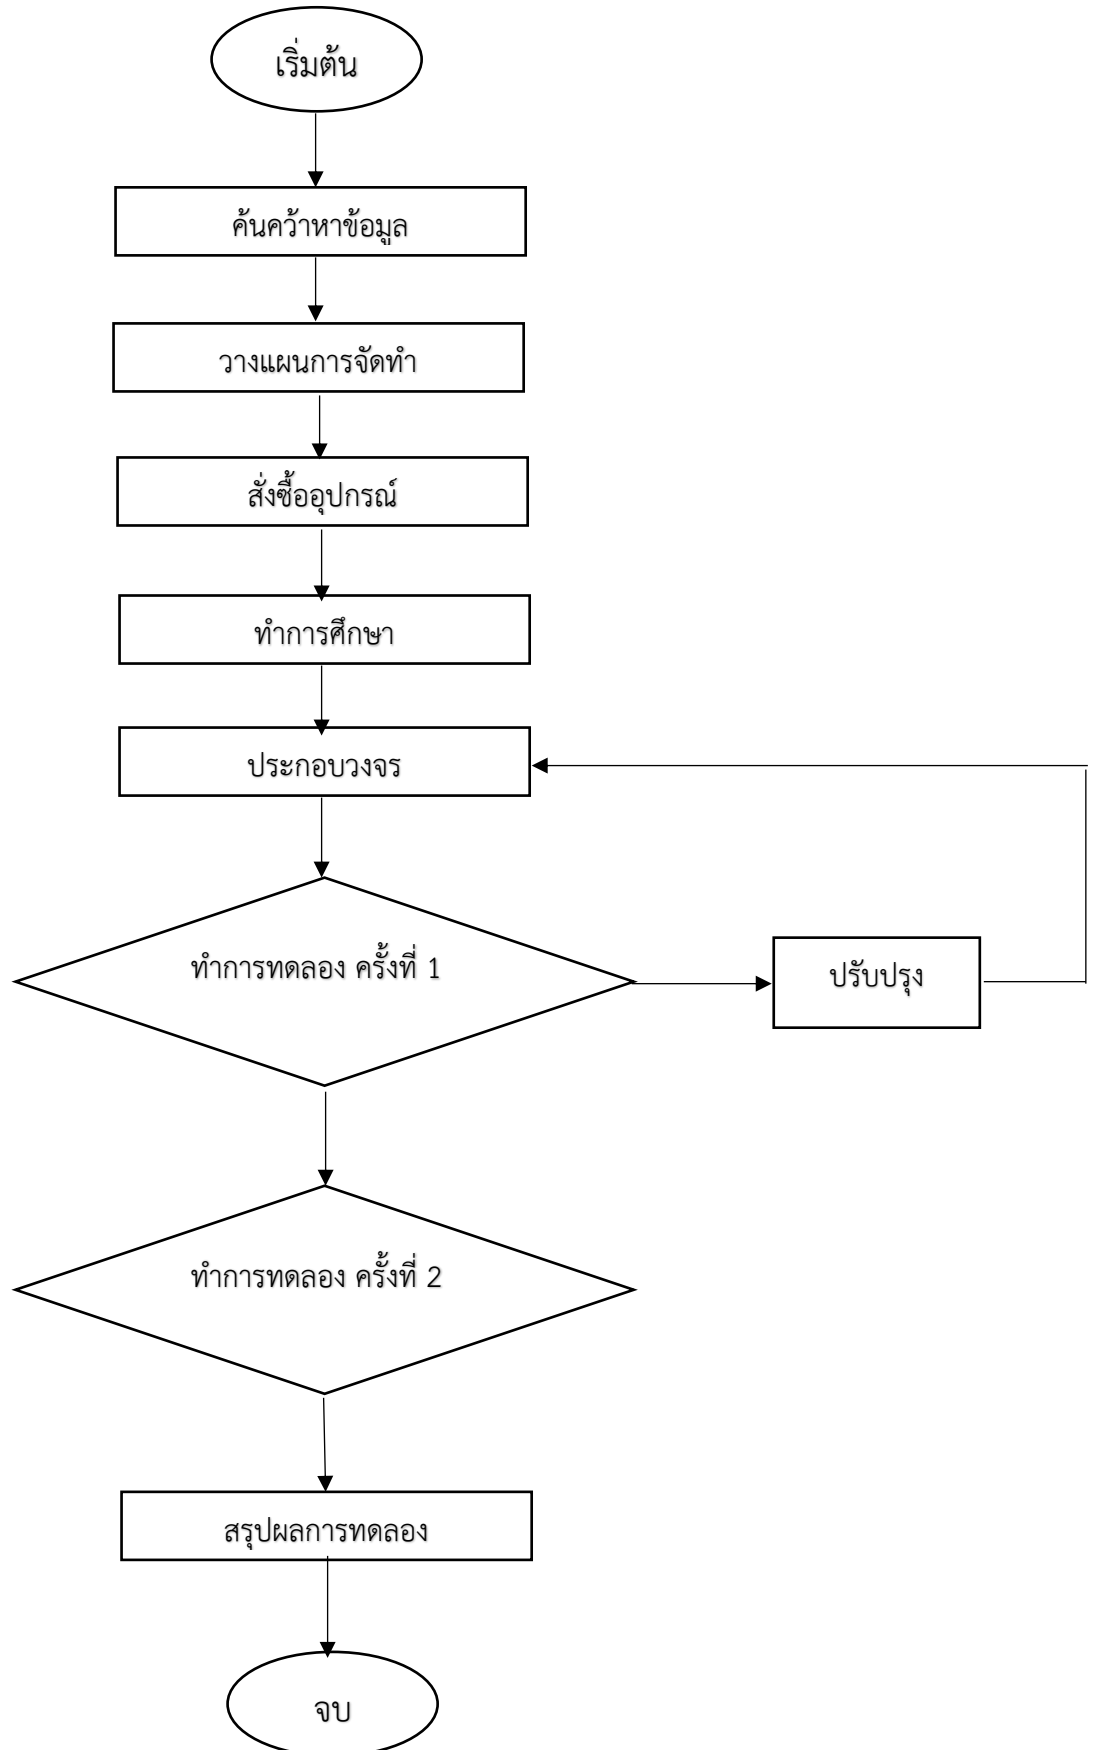 เริ่มต้น
ค้นคว้าหาข้อมูล
วางแผนการจัดทำ
สั่งซื้ออุปกรณ์
ทำการศึกษา
ประกอบวงจร
ทำการทดลอง ครั้งที่ 1
ปรับปรุง
ทำการทดลอง ครั้งที่ 2
สรุปผลการทดลอง
จบ